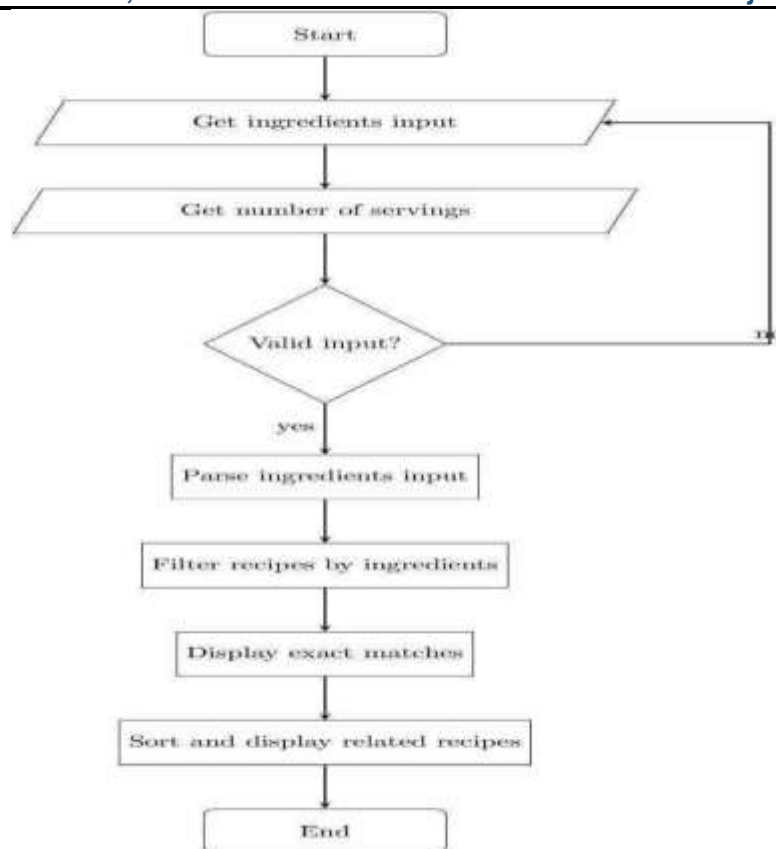 Start
Get ingredients input
Get number of servings
Valid input?
yes
Parse ingredients input
Filter recipes by ingredients
Display exact matches
Sort and display related recipes
End